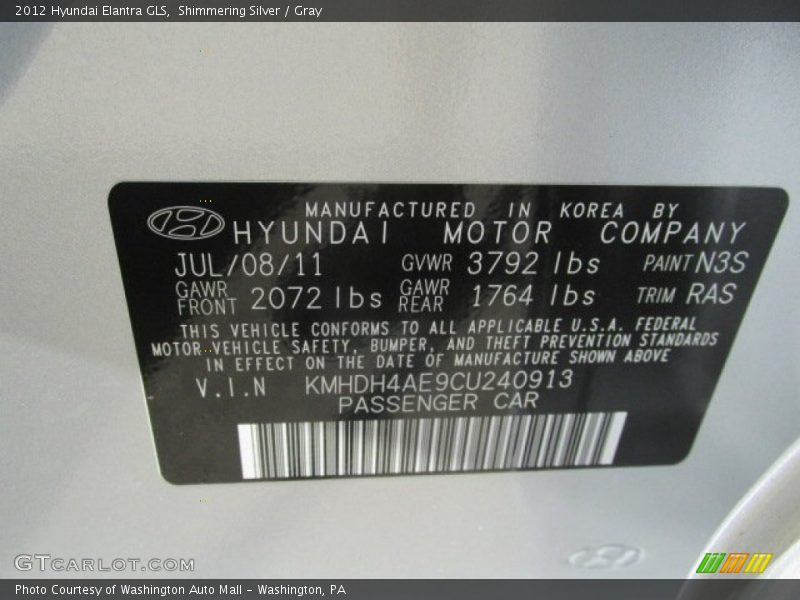 2012 Hyundai Elantra GLS,  Shimmering Silver / Gray
MANUFACTURED IN KOREA BY
HYUNDAI MOTOR COMPANY
JUL/08/11 GVWR 3792 lbs PAINT N3S
GAWR FRONT 2072 lbs GAWR REAR 1764 lbs TRIM RAS
THIS VEHICLE CONFORMS TO ALL APPLICABLE U.S.A. FEDERAL
MOTOR VEHICLE SAFETY, BUMPER, AND THEFT PREVENTION STANDARDS
IN EFFECT ON THE DATE OF MANUFACTURE SHOWN ABOVE
V.I.N KMHDH4AE9CU240913
PASSENGER CAR
GTCARLOT.COM
Photo Courtesy of Washington Auto Mall - Washington, PA